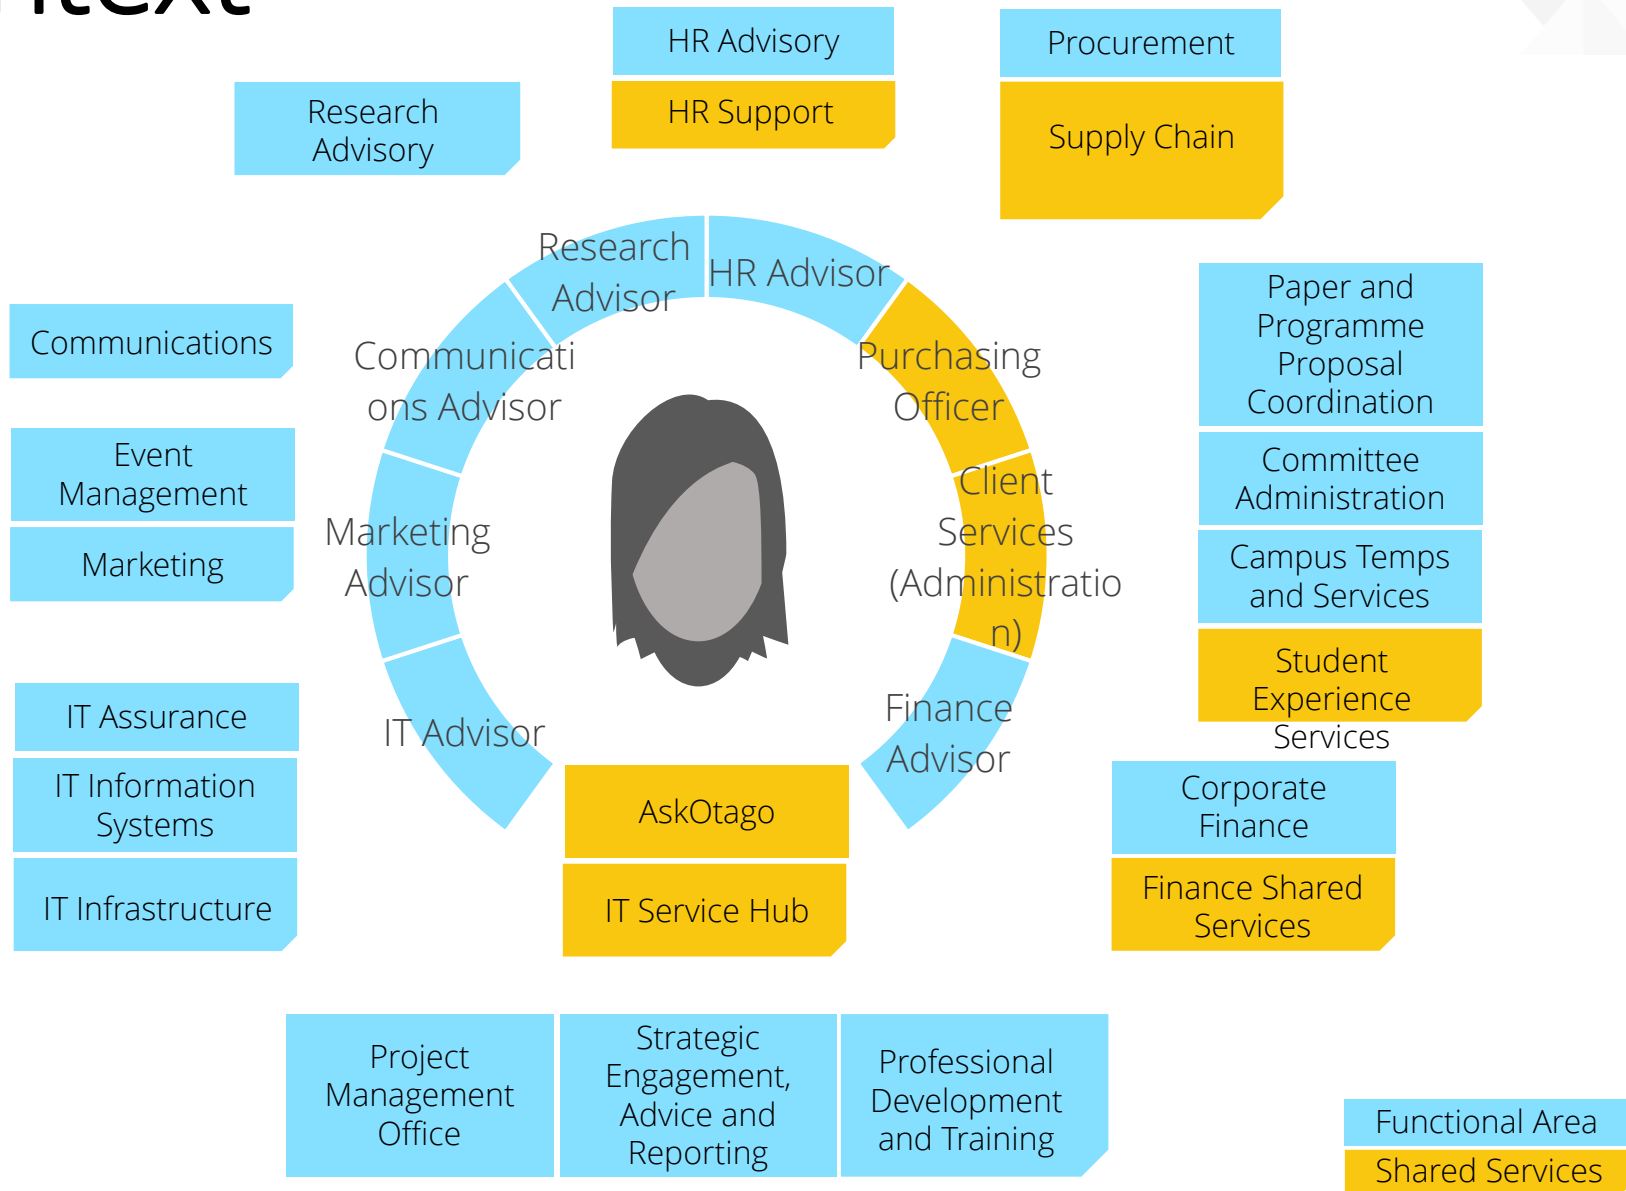 HR Advisory
HR Support
Procurement
Supply Chain
Research
Advisory
Research
Advisor
HR Advisor
Communicati
ons Advisor
Purchasing
Officer
Marketing
Advisor
Client
Services
(Administratio
n)
IT Advisor
Finance
Advisor
Communications
Event
Management
Marketing
IT Assurance
IT Information
Systems
IT Infrastructure
AskOtago
IT Service Hub
Paper and
Programme
Proposal
Coordination
Committee
Administration
Campus Temps
and Services
Student
Experience
Services
Corporate
Finance
Finance Shared
Services
Project
Management
Office
Strategic
Engagement,
Advice and
Reporting
Professional
Development
and Training
Functional Area
Shared Services